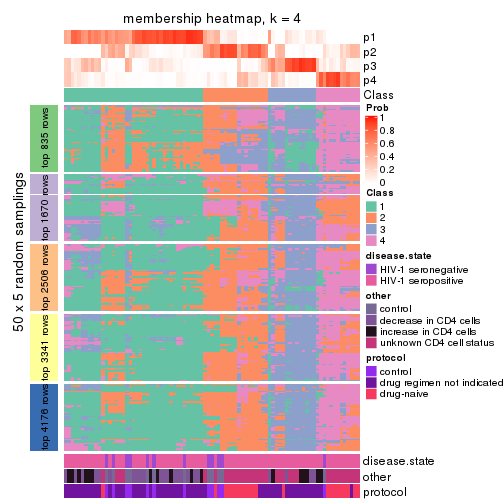 membership heatmap, k = 4
p1
p2
p3
p4
Class
50 x 5 random samplings
top 835 rows
top 1670 rows
top 2506 rows
top 3341 rows
top 4176 rows
Prob
1
0.8
0.6
0.4
0.2
0
Class
1
2
3
4
disease.state
HIV-1 seronegative
HIV-1 seropositive
other
control
decrease in CD4 cells
increase in CD4 cells
unknown CD4 cell status
protocol
control
drug regimen not indicated
drug-naive
disease.state
other
protocol